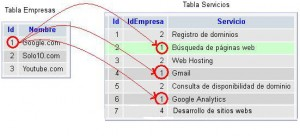 Tabla Empresas
Id Nombre
1 Google.com
2 Solo10.com
3 Youtube.com
Tabla Servicios
Id IdEmpresa Servicio
1 2 Registro de dominios
2 1 Búsqueda de páginas web
3 2 Web Hosting
4 1 Gmail
5 2 Consulta de disponibilidad de dominio
6 1 Google Analytics
7 4 Desarrollo de sitios webs